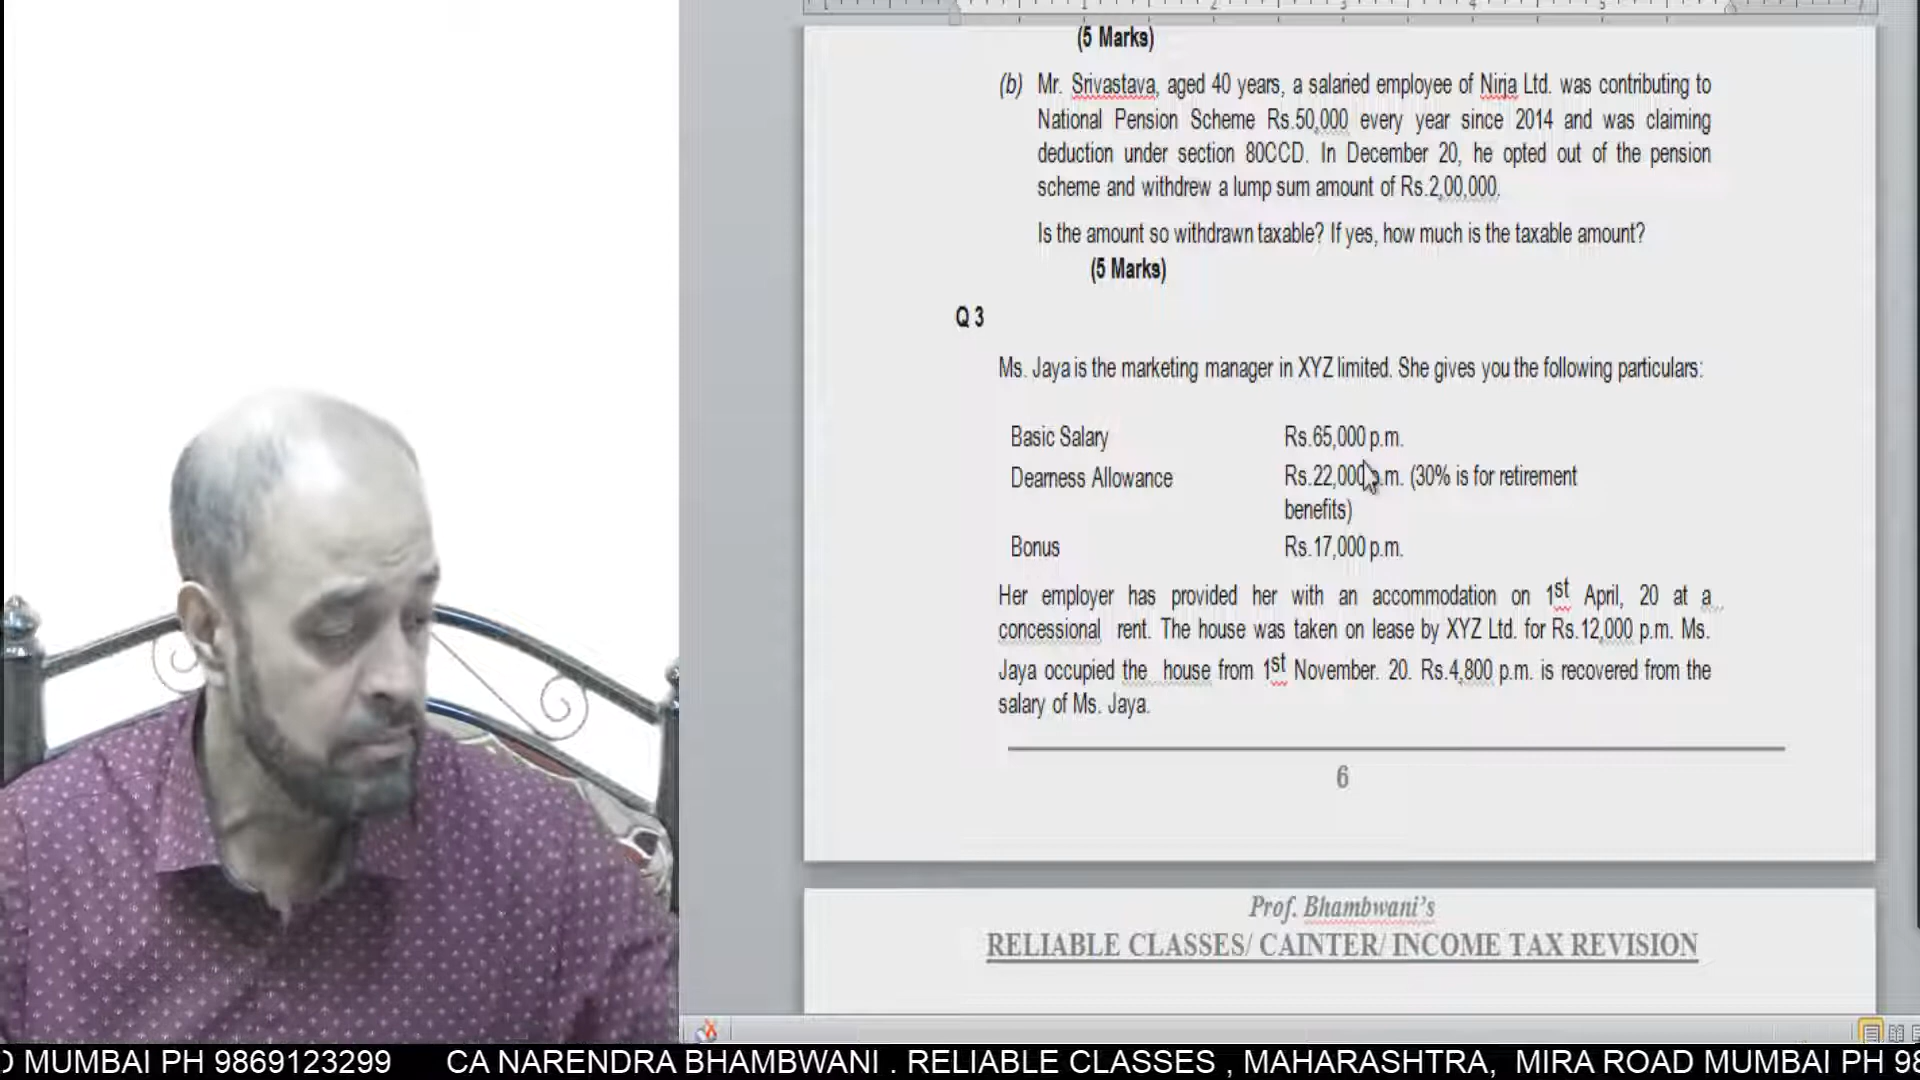 (5 Marks)
(b) Mr. Srivastava, aged 40 years, a salaried employee of Nirja Ltd. was contributing to
National Pension Scheme Rs.50,000 every year since 2014 and was claiming
deduction under section 80CCD. In December 20, he opted out of the pension
scheme and withdrew a lump sum amount of Rs.2,00,000.
Is the amount so withdrawn taxable? If yes, how much is the taxable amount?
(5 Marks)
Q 3
Ms. Jaya is the marketing manager in XYZ limited. She gives you the following particulars:
Basic Salary Rs.65,000 p.m.
Dearness Allowance Rs.22,000 p.m. (30% is for retirement
benefits)
Bonus Rs.17,000 p.m.
Her employer has provided her with an accommodation on 1st April, 20 at a
concessional rent. The house was taken on lease by XYZ Ltd. for Rs.12,000 p.m. Ms.
Jaya occupied the house from 1st November. 20. Rs.4,800 p.m. is recovered from the
salary of Ms. Jaya.
6
Prof. Bhambwani's
RELIABLE CLASSES/ CAINTER/ INCOME TAX REVISION
D MUMBAI PH 9869123299 CA NARENDRA BHAMBWANI . RELIABLE CLASSES , MAHARASHTRA, MIRA ROAD MUMBAI PH 98